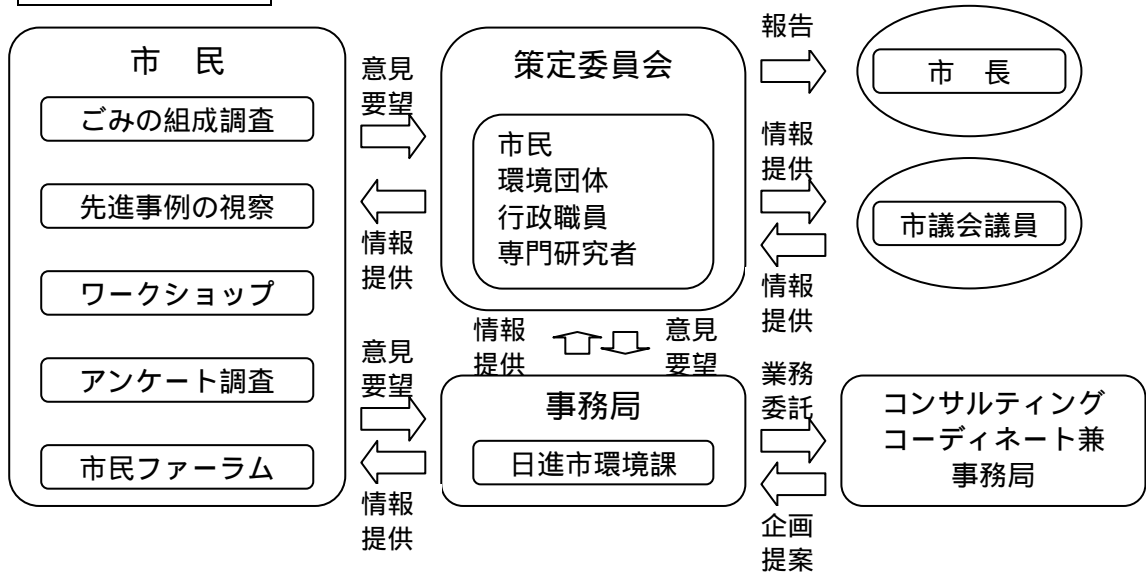 市　民
ごみの組成調査
先進事例の視察
ワークショップ
アンケート調査
市民ファーラム
意見
要望
情報
提供
意見
要望
情報
提供
策定委員会
市民
環境団体
行政職員
専門研究者
情報
提供
意見
要望
事務局
日進市環境課
報告
情報
提供
情報
提供
業務
委託
企画
提案
市　長
市議会議員
コンサルティング
コーディネート兼
事務局